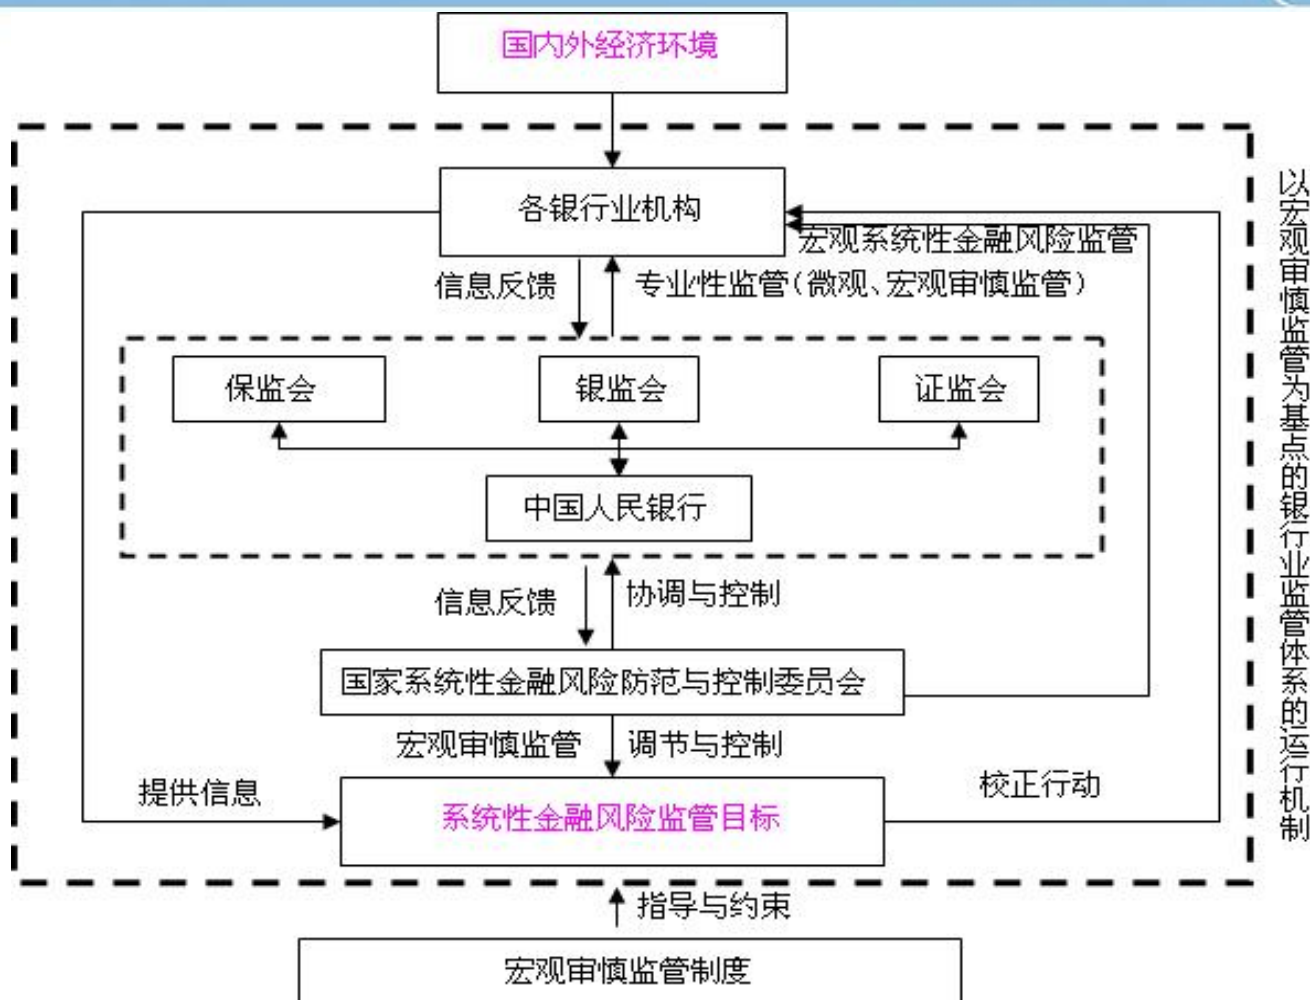 国内外经济环境
各银行业机构
宏观系统性金融风险监管
信息反馈
专业性监管(微观、宏观审慎监管)
保监会
银监会
证监会
中国人民银行
信息反馈
协调与控制
国家系统性金融风险防范与控制委员会
宏观审慎监管
调节与控制
提供信息
系统性金融风险监管目标
校正行动
指导与约束
宏观审慎监管制度
以宏观审慎监管为基点的银行业监管体系的运行机制